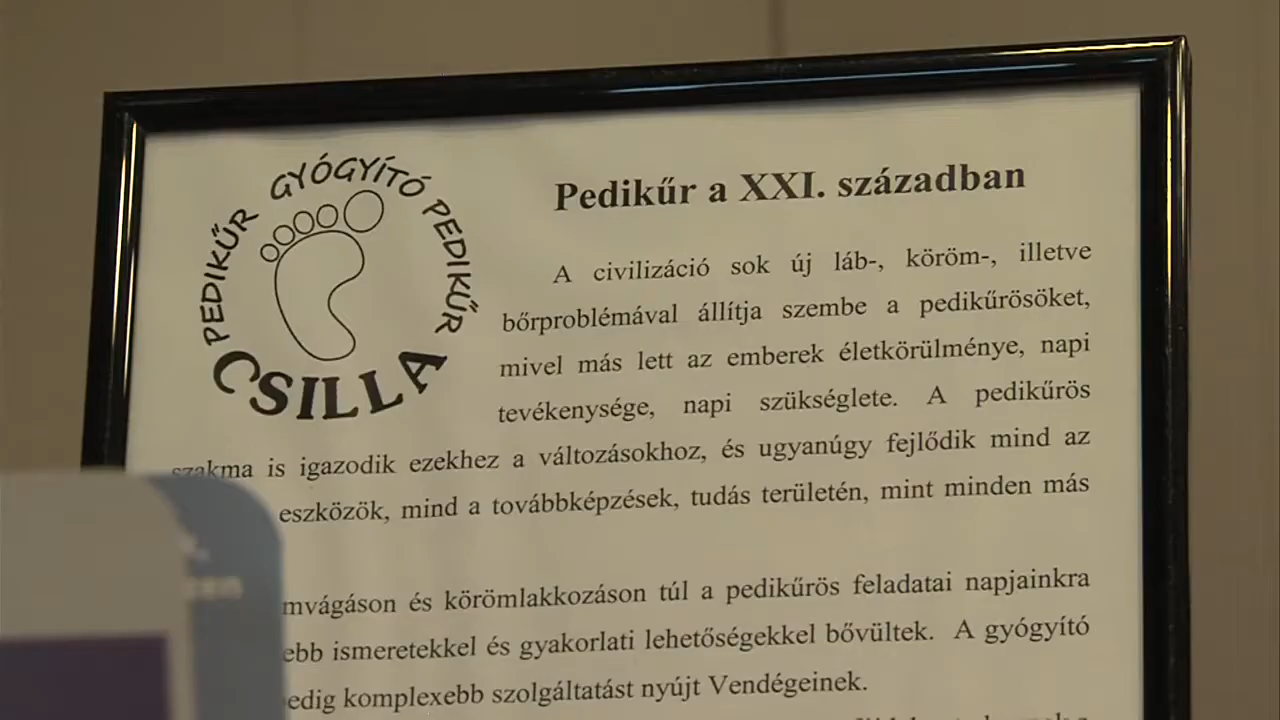 PEDIKŰR GYÓGYÍTÓ PEDIKŰR
CSILLA
Pedikűr a XXI. században
A civilizáció sok új láb-, köröm-, illetve
bőrproblémával állítja szembe a pedikűrösöket,
mivel más lett az emberek életkörülménye, napi
tevékenysége, napi szükséglete. A pedikűrös
szakma is igazodik ezekhez a változásokhoz, és ugyanúgy fejlődik mind az
eszközök, mind a továbbképzések, tudás területén, mint minden más
mvágáson és körömlakkozáson túl a pedikűrös feladatai napjainkra
ebb ismeretekkel és gyakorlati lehetőségekkel bővültek. A gyógyító
edig komplexebb szolgáltatást nyújt Vendégeinek.